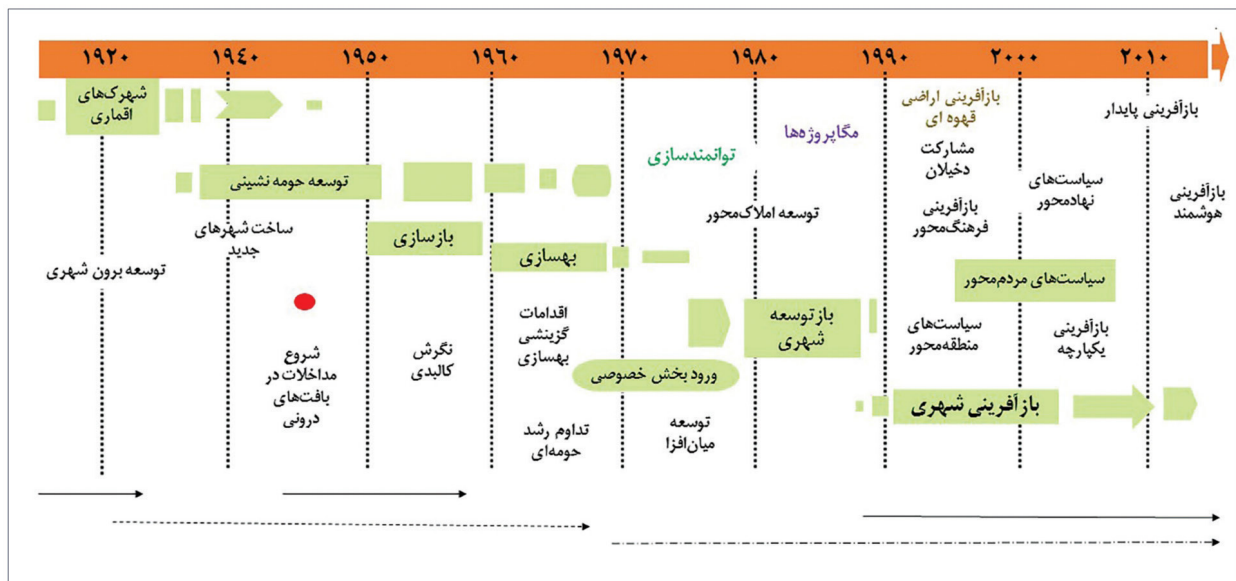 ۱۹۲۰ ۱۹۴۰ ۱۹۵۰ ۱۹۶۰ ۱۹۷۰ ۱۹۸۰ ۱۹۹۰ ۲۰۰۰ ۲۰۱۰
شهرک‌های
اقماری
توسعه برون شهری
توسعه حومه نشینی
ساخت شهرهای
جدید
شروع
مداخلات در
بافت‌های
درونی
بازسازی
نگرش
کالبدی
بهسازی
اقدامات
گزینشی
بهسازی
تداوم رشد
حومه‌ای
توانمندسازی
ورود بخش خصوصی
توسعه
میان‌افزا
مگاپروژه‌ها
توسعه املاک‌محور
بازتوسعه
شهری
بازآفرینی اراضی
قهوه ای
مشارکت
دخیلان
بازآفرینی
فرهنگ‌محور
سیاست‌های
منطقه‌محور
بازآفرینی شهری
سیاست‌های
نهادمحور
سیاست‌های مردم‌محور
بازآفرینی
یکپارچه
بازآفرینی پایدار
بازآفرینی
هوشمند